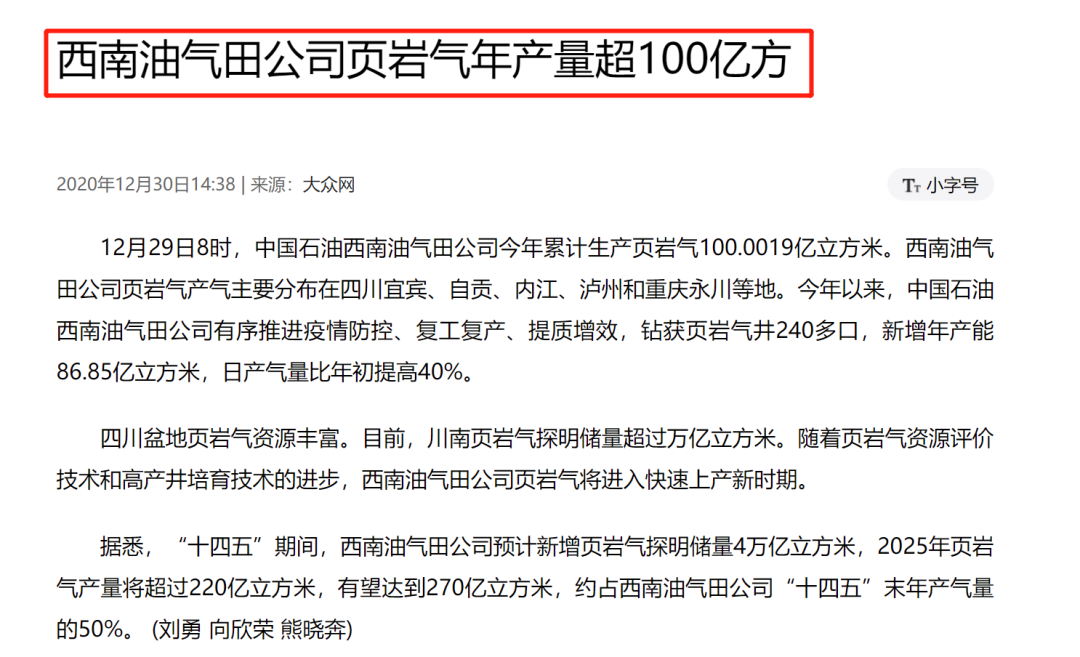 西南油气田公司页岩气年产量超100亿方
2020年12月30日14:38 | 来源：大众网
TT 小字号
12月29日8时，中国石油西南油气田公司今年累计生产页岩气100.0019亿立方米。西南油气
田公司页岩气产气主要分布在四川宜宾、自贡、内江、泸州和重庆永川等地。今年以来，中国石油
西南油气田公司有序推进疫情防控、复工复产、提质增效，钻获页岩气井240多口，新增年产能
86.85亿立方米，日产气量比年初提高40%。
四川盆地页岩气资源丰富。目前，川南页岩气探明储量超过万亿立方米。随着页岩气资源评价
技术和高产井培育技术的进步，西南油气田公司页岩气将进入快速上产新时期。
据悉，“十四五”期间，西南油气田公司预计新增页岩气探明储量4万亿立方米，2025年页岩
气产量将超过220亿立方米，有望达到270亿立方米，约占西南油气田公司“十四五”末年产气量
的50%。 (刘勇 向欣荣 熊晓奔)